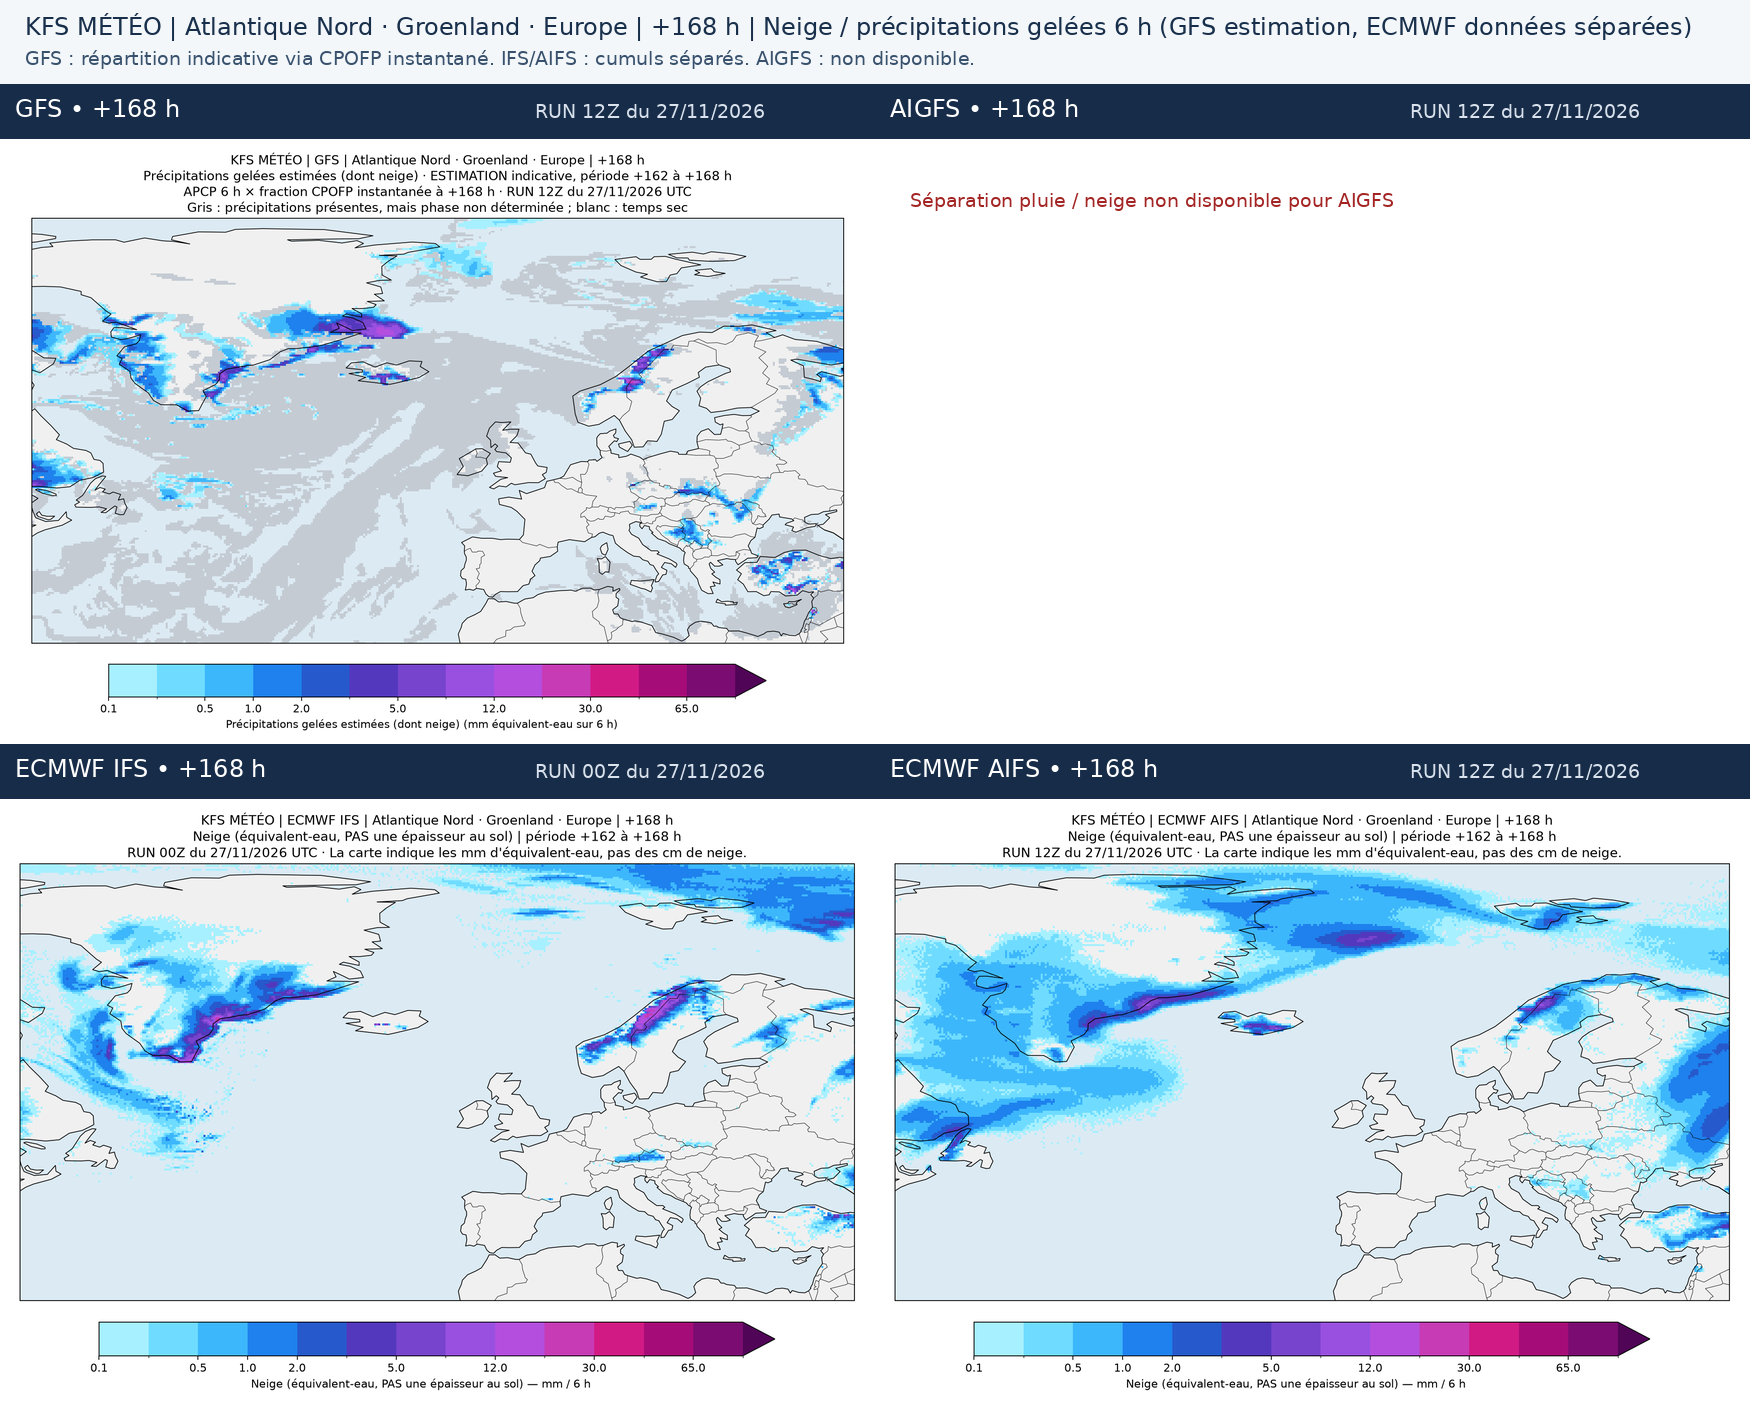 KFS MÉTÉO | Atlantique Nord · Groenland · Europe | +168 h | Neige / précipitations gelées 6 h (GFS estimation, ECMWF données séparées)
GFS : répartition indicative via CPOFP instantané. IFS/AIFS : cumuls séparés. AIGFS : non disponible.
GFS • +168 h
RUN 12Z du 27/11/2026
AIGFS • +168 h
RUN 12Z du 27/11/2026
KFS MÉTÉO | GFS | Atlantique Nord · Groenland · Europe | +168 h
Précipitations gelées estimées (dont neige) · ESTIMATION indicative, période +162 à +168 h
APCP 6 h × fraction CPOFP instantanée à +168 h · RUN 12Z du 27/11/2026 UTC
Gris : précipitations présentes, mais phase non déterminée ; blanc : temps sec
Séparation pluie / neige non disponible pour AIGFS
0.1 0.5 1.0 2.0 5.0 12.0 30.0 65.0
Précipitations gelées estimées (dont neige) (mm équivalent-eau sur 6 h)
ECMWF IFS • +168 h
RUN 00Z du 27/11/2026
ECMWF AIFS • +168 h
RUN 12Z du 27/11/2026
KFS MÉTÉO | ECMWF IFS | Atlantique Nord · Groenland · Europe | +168 h
Neige (équivalent-eau, PAS une épaisseur au sol) | période +162 à +168 h
RUN 00Z du 27/11/2026 UTC · La carte indique les mm d'équivalent-eau, pas des cm de neige.
KFS MÉTÉO | ECMWF AIFS | Atlantique Nord · Groenland · Europe | +168 h
Neige (équivalent-eau, PAS une épaisseur au sol) | période +162 à +168 h
RUN 12Z du 27/11/2026 UTC · La carte indique les mm d'équivalent-eau, pas des cm de neige.
0.1 0.5 1.0 2.0 5.0 12.0 30.0 65.0
Neige (équivalent-eau, PAS une épaisseur au sol) — mm / 6 h
0.1 0.5 1.0 2.0 5.0 12.0 30.0 65.0
Neige (équivalent-eau, PAS une épaisseur au sol) — mm / 6 h